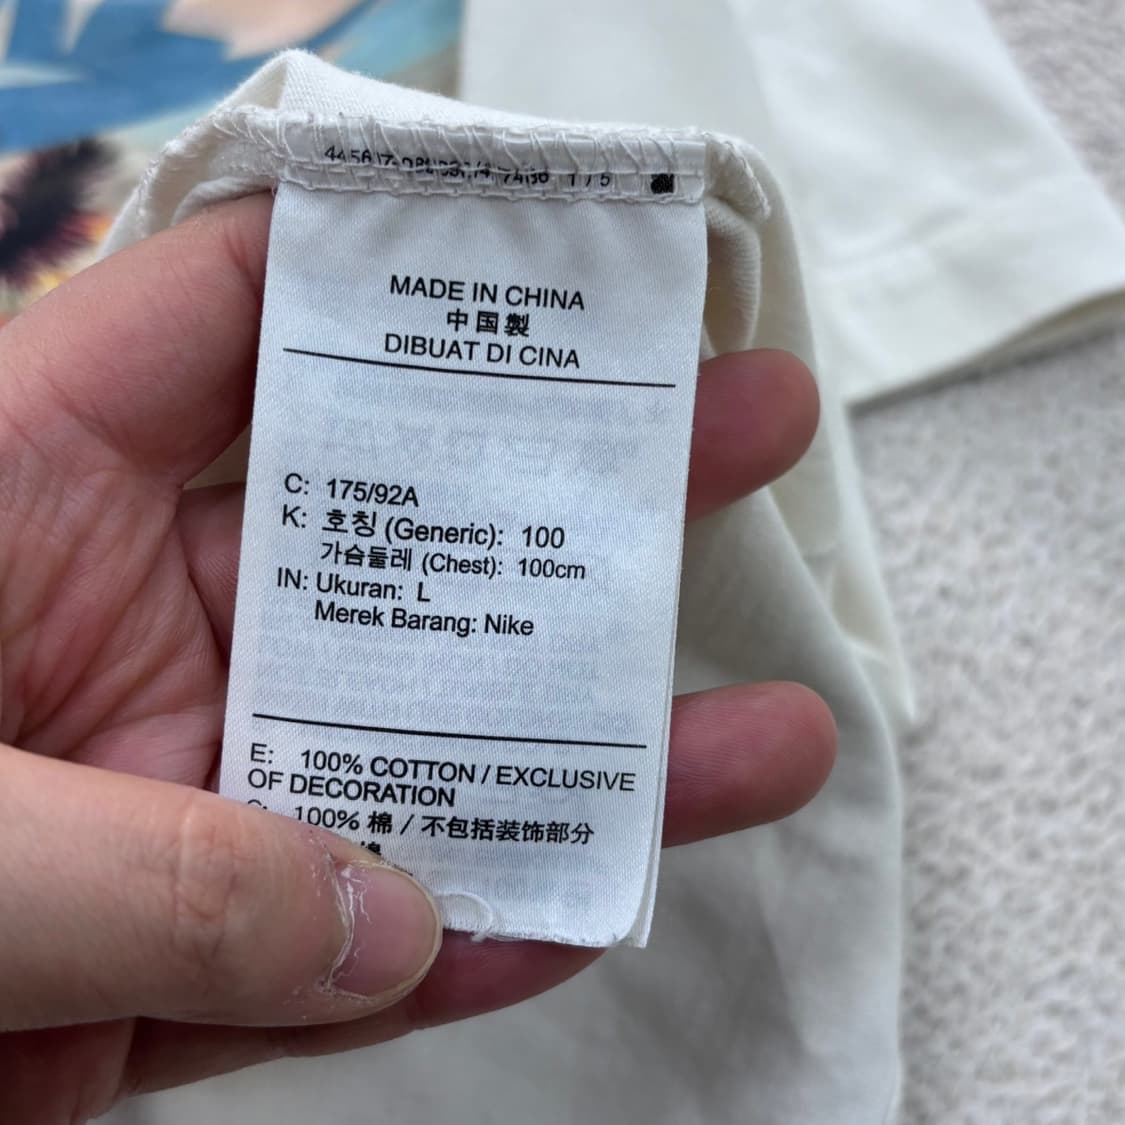 1 / 5
MADE IN CHINA
中国製
DIBUAT DI CINA
C: 175/92A
K: 호칭 (Generic): 100
가슴둘레 (Chest): 100cm
IN: Ukuran: L
Merek Barang: Nike
E: 100% COTTON / EXCLUSIVE
OF DECORATION
100% 棉 / 不包括装饰部分